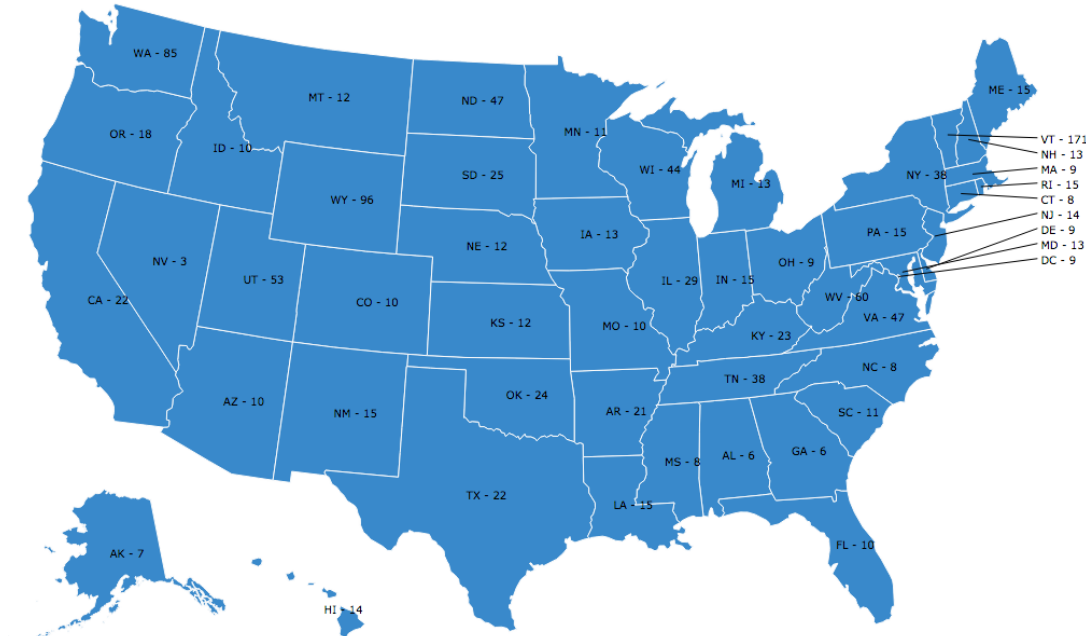 WA - 85
MT - 12
ND - 47
ME - 15
OR - 18
ID - 10
MN - 11
VT - 171
NH - 13
WI - 44
MA - 9
SD - 25
NY - 38
MI - 13
RI - 15
WY - 96
CT - 8
NJ - 14
IA - 13
PA - 15
DE - 9
NE - 12
MD - 13
NV - 3
OH - 9
DC - 9
UT - 53
IL - 29
IN - 15
CA - 22
CO - 10
WV - 60
VA - 47
KS - 12
MO - 10
KY - 23
NC - 8
TN - 38
OK - 24
AZ - 10
NM - 15
AR - 21
SC - 11
GA - 6
AL - 6
MS - 8
TX - 22
LA - 15
FL - 10
AK - 7
HI - 14